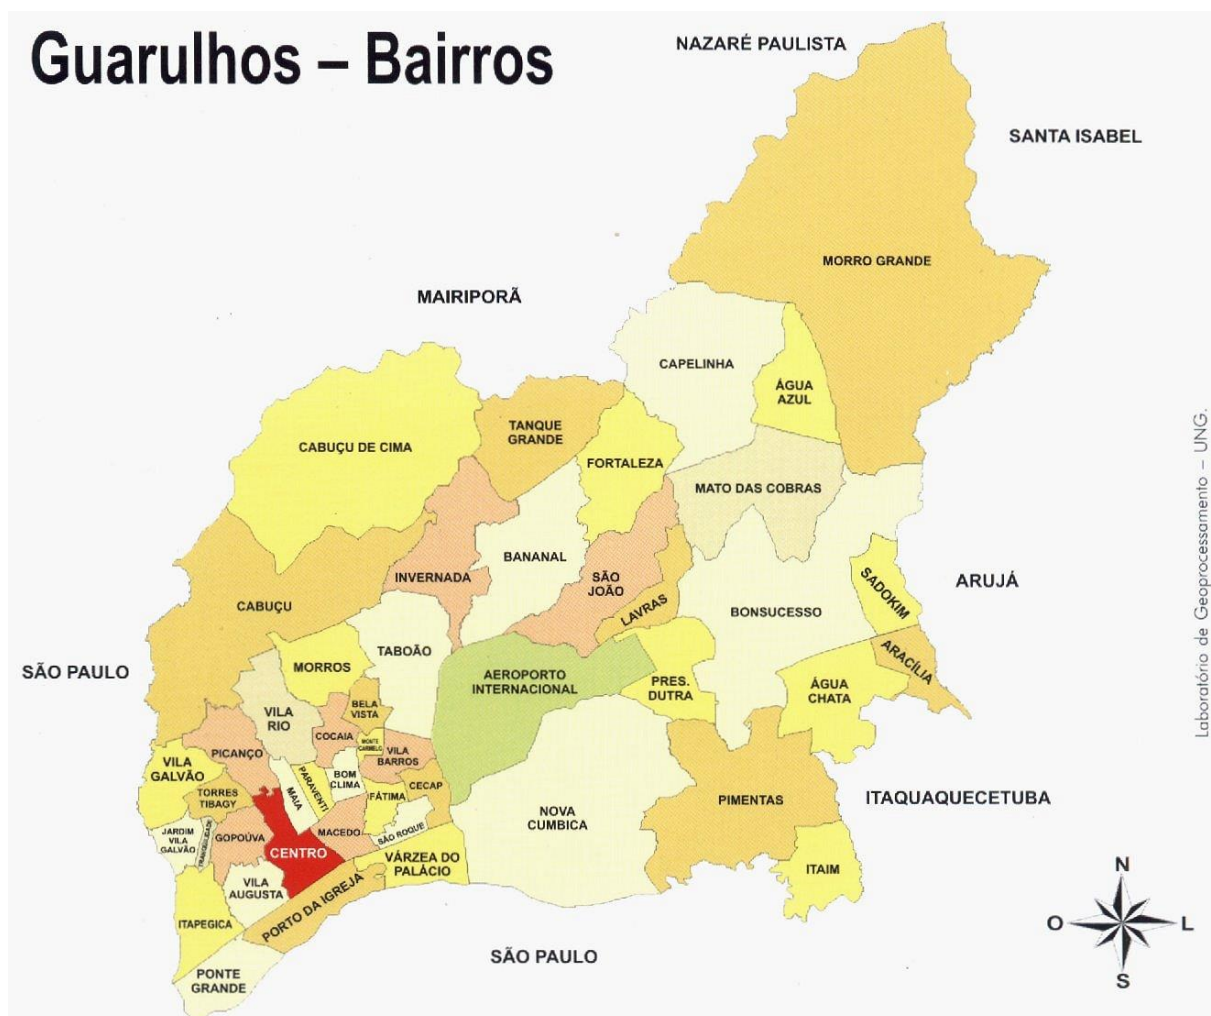 Guarulhos – Bairros
NAZARÉ PAULISTA
SANTA ISABEL
MORRO GRANDE
MAIRIPORÃ
CAPELINHA
ÁGUA
AZUL
TANQUE
GRANDE
CABUÇU DE CIMA
FORTALEZA
MATO DAS COBRAS
BANANAL
INVERNADA
SÃO
JOÃO
LAVRAS
BONSUCESSO
SADOKIM
ARUJÁ
CABUÇU
SÃO PAULO
MORROS
TABOÃO
AEROPORTO
INTERNACIONAL
PRES.
DUTRA
ÁGUA
CHATA
ARACÍLIA
VILA
RIO
BELA
VISTA
COCAIA
MONTE
CARMELO
VILA
BARROS
PICANÇO
VILA
GALVÃO
TORRES
TIBAGY
MAIA
PARAVENTI
BOM
CLIMA
FÁTIMA
CECAP
NOVA
CUMBICA
PIMENTAS
ITAQUAQUECETUBA
JARDIM
VILA
GALVÃO
TRANQUILIDADE
GOPOÚVA
CENTRO
MACEDO
SÃO ROQUE
VÁRZEA DO
PALÁCIO
ITAIM
VILA
AUGUSTA
PORTO DA IGREJA
ITAPEGICA
PONTE
GRANDE
SÃO PAULO
N
O
L
S
Laboratório de Geoprocessamento – UNG.